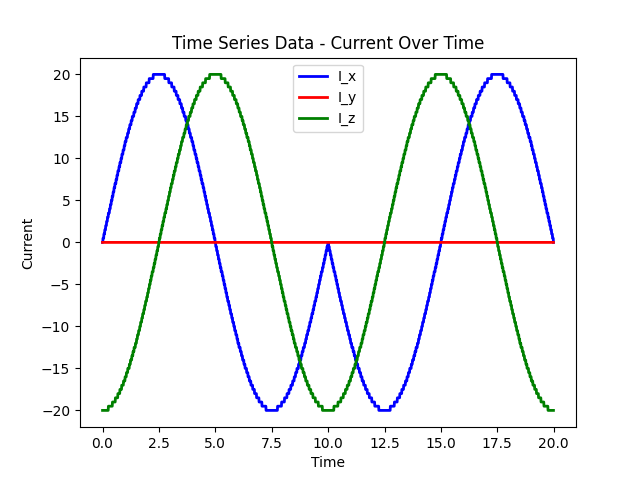 Time Series Data - Current Over Time
I_x
I_y
I_z
Current
20
15
10
5
0
−5
−10
−15
−20
0.0 2.5 5.0 7.5 10.0 12.5 15.0 17.5 20.0
Time